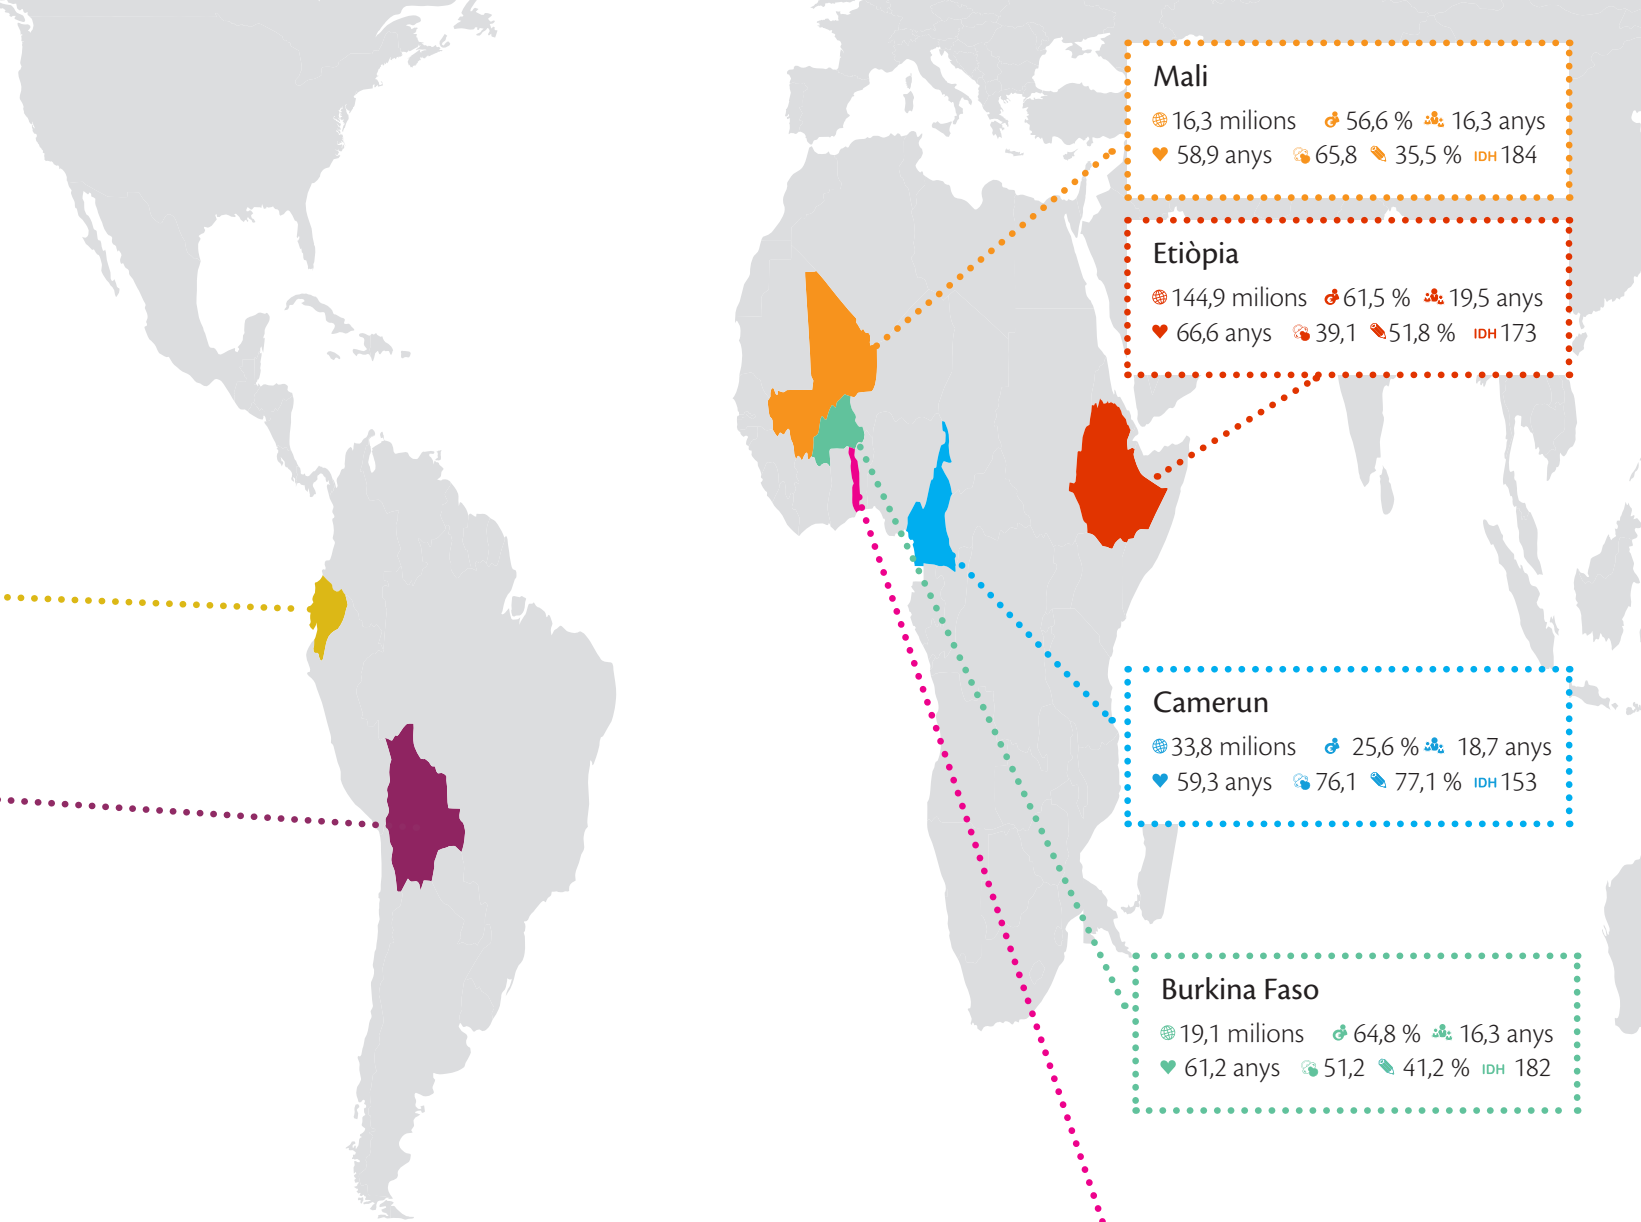 Mali
16,3 milions 56,6 % 16,3 anys
58,9 anys 65,8 35,5 % IDH 184
Etiòpia
144,9 milions 61,5 % 19,5 anys
66,6 anys 39,1 51,8 % IDH 173
Camerun
33,8 milions 25,6 % 18,7 anys
59,3 anys 76,1 77,1 % IDH 153
Burkina Faso
19,1 milions 64,8 % 16,3 anys
61,2 anys 51,2 41,2 % IDH 182